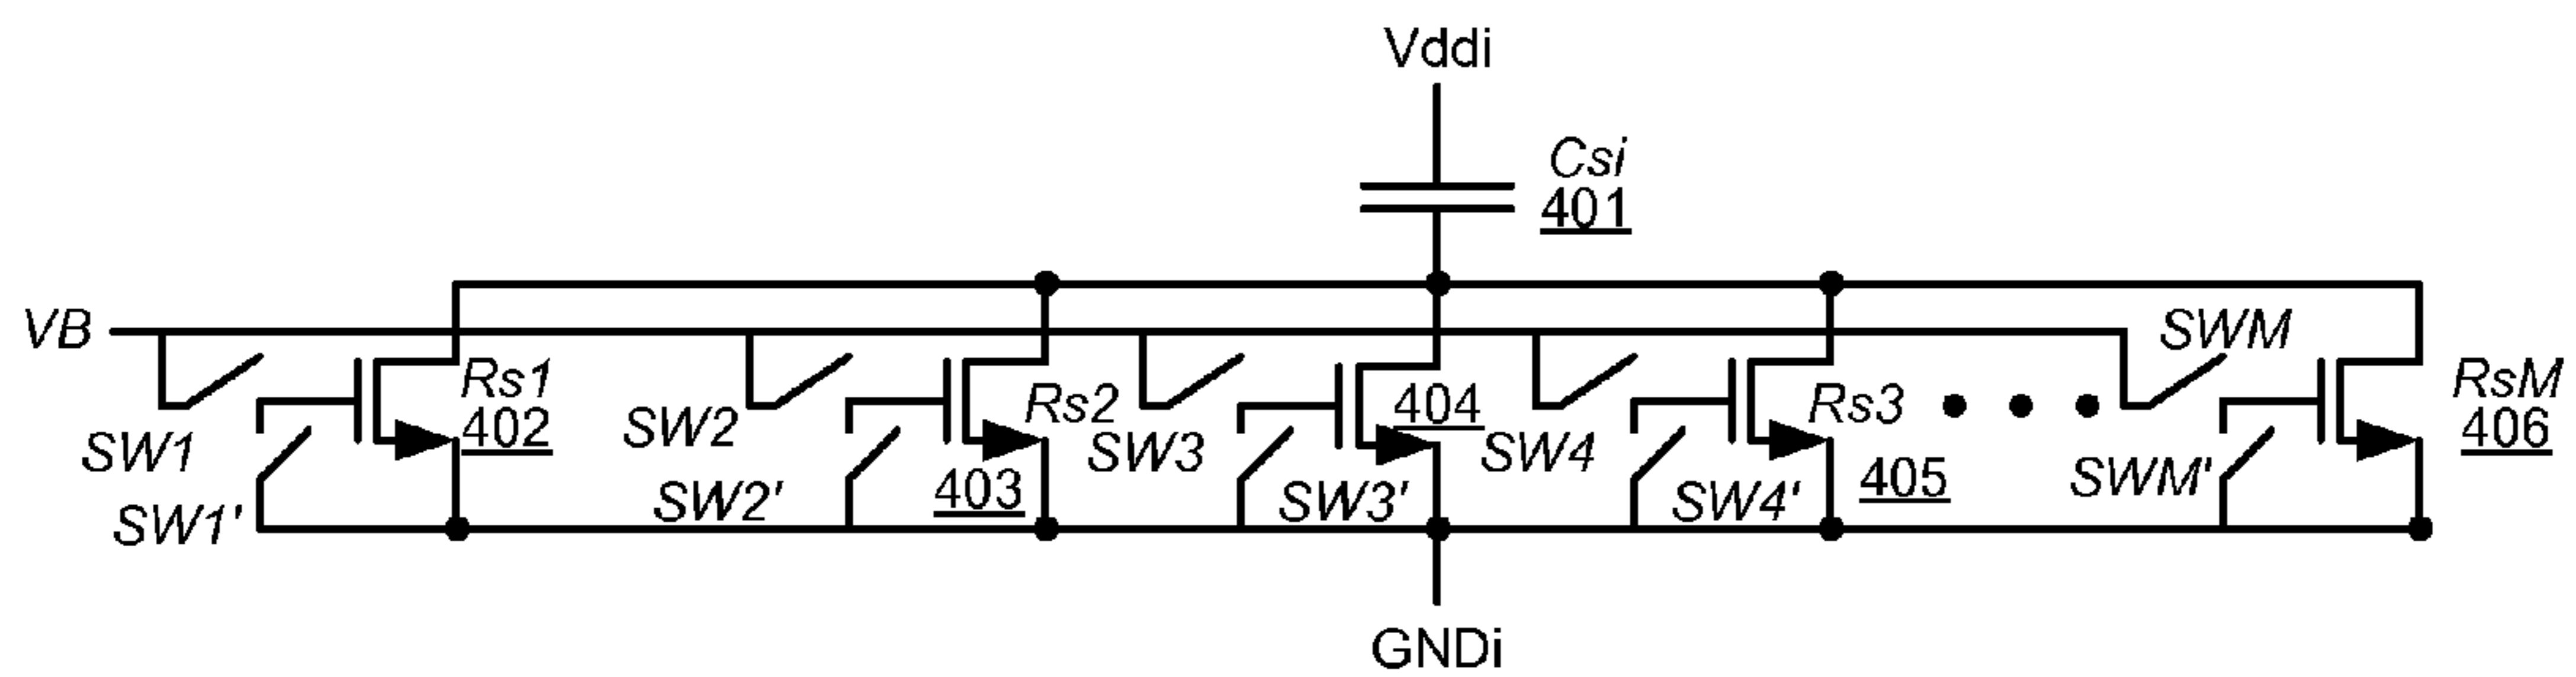 Vddi
Csi
401
VB
SWM
Rs1
402
Rs2
404
Rs3
RsM
406
SW1
SW2
SW3
SW4
403
405
SW1'
SW2'
SW3'
SW4'
SWM'
GNDi